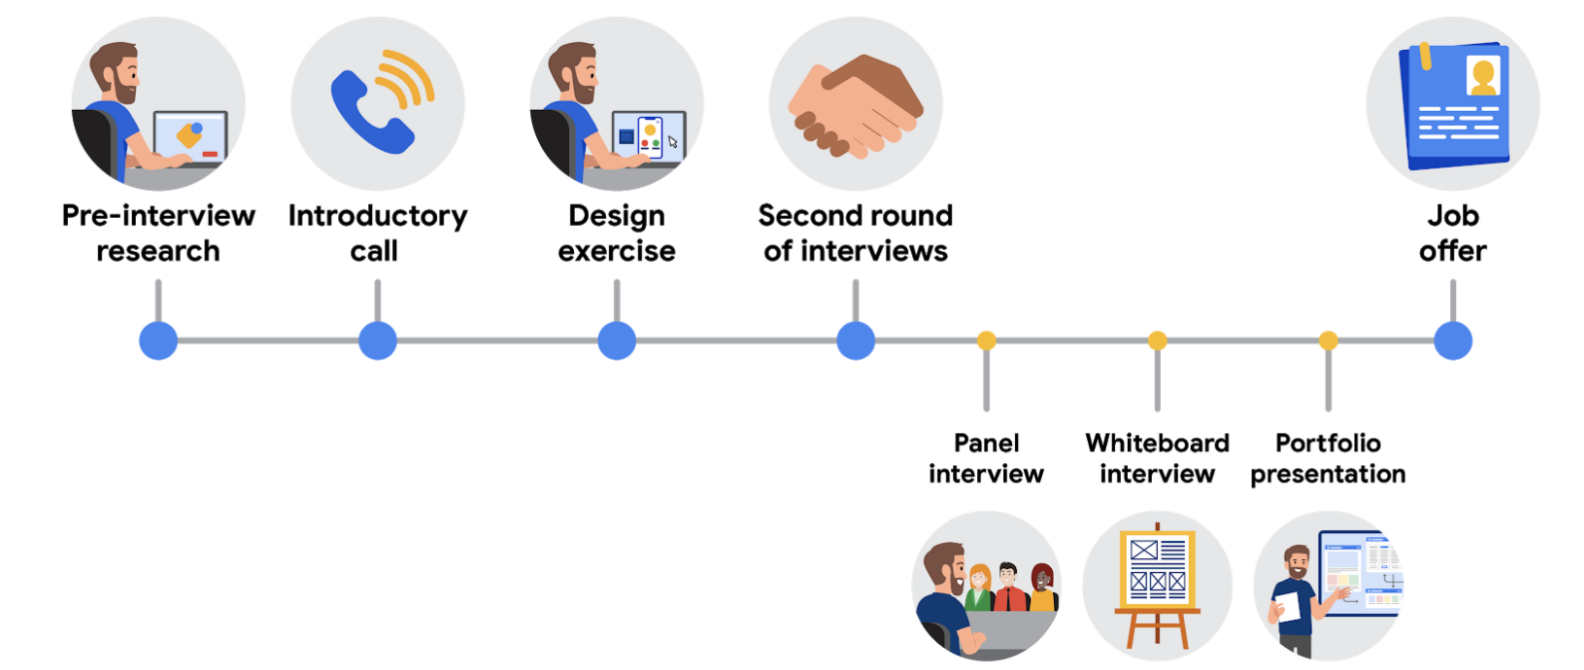 Pre-interview
research
Introductory
call
Design
exercise
Second round
of interviews
Job
offer
Panel
interview
Whiteboard
interview
Portfolio
presentation